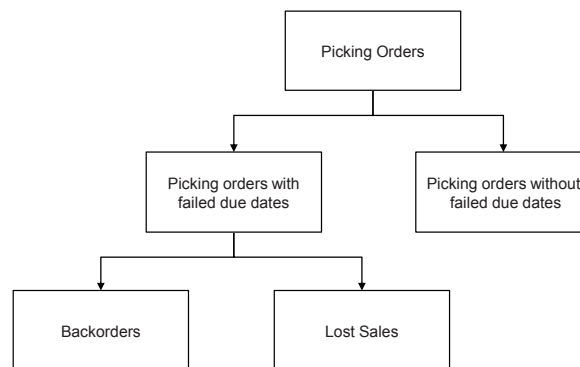 Picking Orders
Picking orders with
failed due dates
Picking orders without
failed due dates
Backorders
Lost Sales